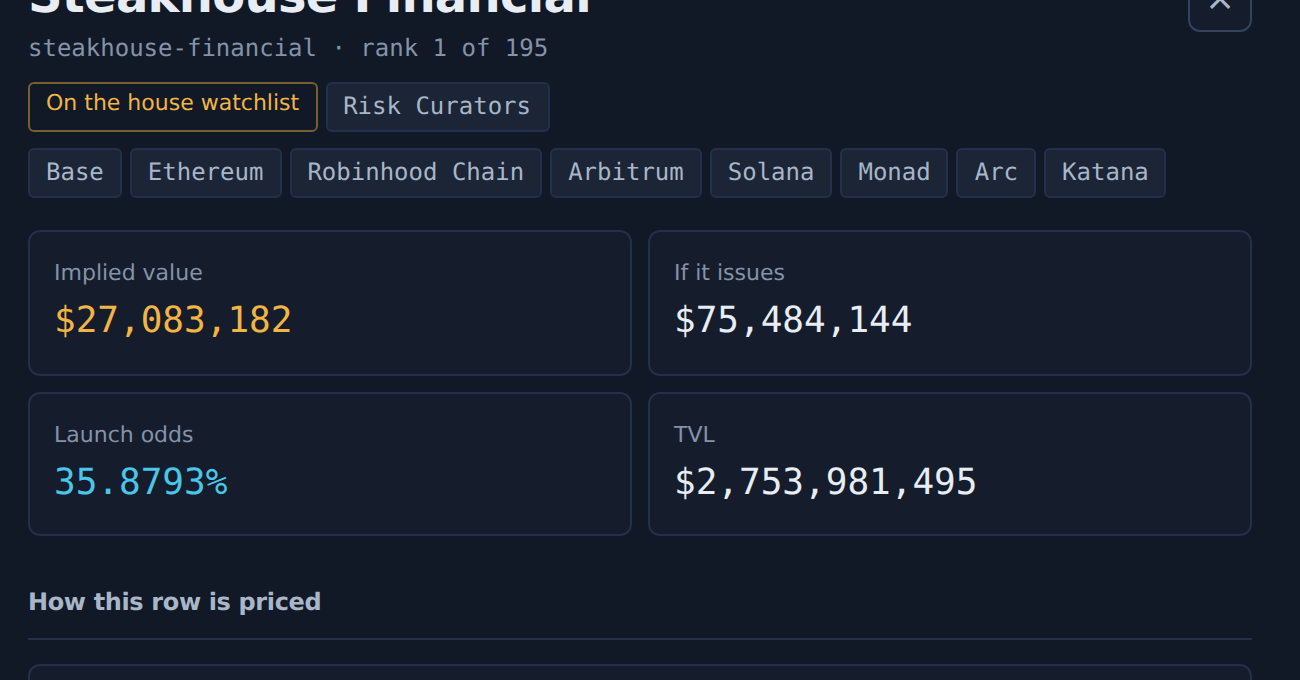 Steakhouse Financial
steakhouse-financial · rank 1 of 195
On the house watchlist Risk Curators
Base Ethereum Robinhood Chain Arbitrum Solana Monad Arc Katana
Implied value
$27,083,182
If it issues
$75,484,144
Launch odds
35.8793%
TVL
$2,753,981,495
How this row is priced